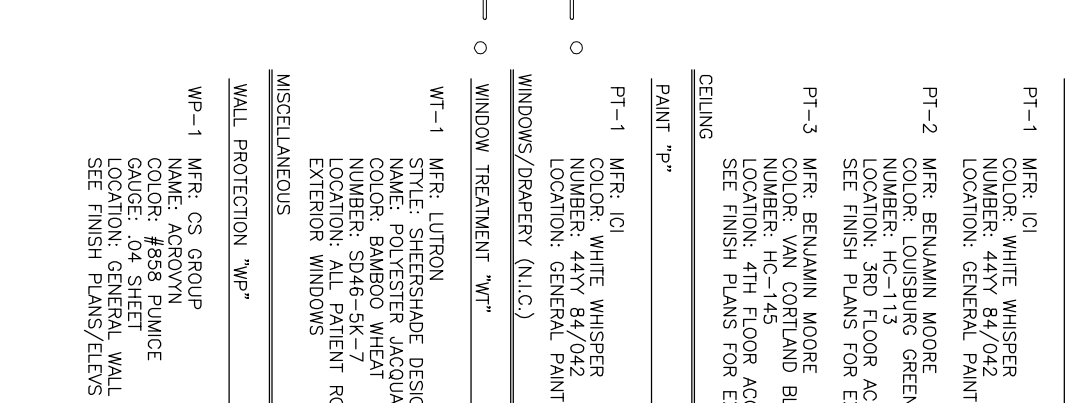 PT-1 MFR: ICI
COLOR: WHITE WHISPER
NUMBER: 44YY 84/042
LOCATION: GENERAL PAINT
PT-2 MFR: BENJAMIN MOORE
COLOR: LOUISBURG GREEN
NUMBER: HC-113
LOCATION: 3RD FLOOR AC
SEE FINISH PLANS FOR
PT-3 MFR: BENJAMIN MOORE
COLOR: VAN CORTLAND
NUMBER: HC-145
LOCATION: 4TH FLOOR
SEE FINISH PLANS FOR
CEILING
PAINT "P"
PT-1 MFR: ICI
COLOR: WHITE WHISPER
NUMBER: 44YY 84/042
LOCATION: GENERAL PAINT
WINDOWS/DRAPERY (N.I.C.)
WINDOW TREATMENT "WT"
WT-1 MFR: LUTRON
STYLE: SHEERSHADE
NAME: POLYESTER
COLOR: BAMBOO WHEAT
NUMBER: SD46-5K-7
LOCATION: ALL PATIENT
EXTERIOR WINDOWS
MISCELLANEOUS
WALL PROTECTION "WP"
WP-1 MFR: CS GROUP
NAME: ACROVYN
COLOR: #858 PUMICE
GAUGE: .04 SHEET
LOCATION: GENERAL WALL
SEE FINISH PLANS/ELEVS